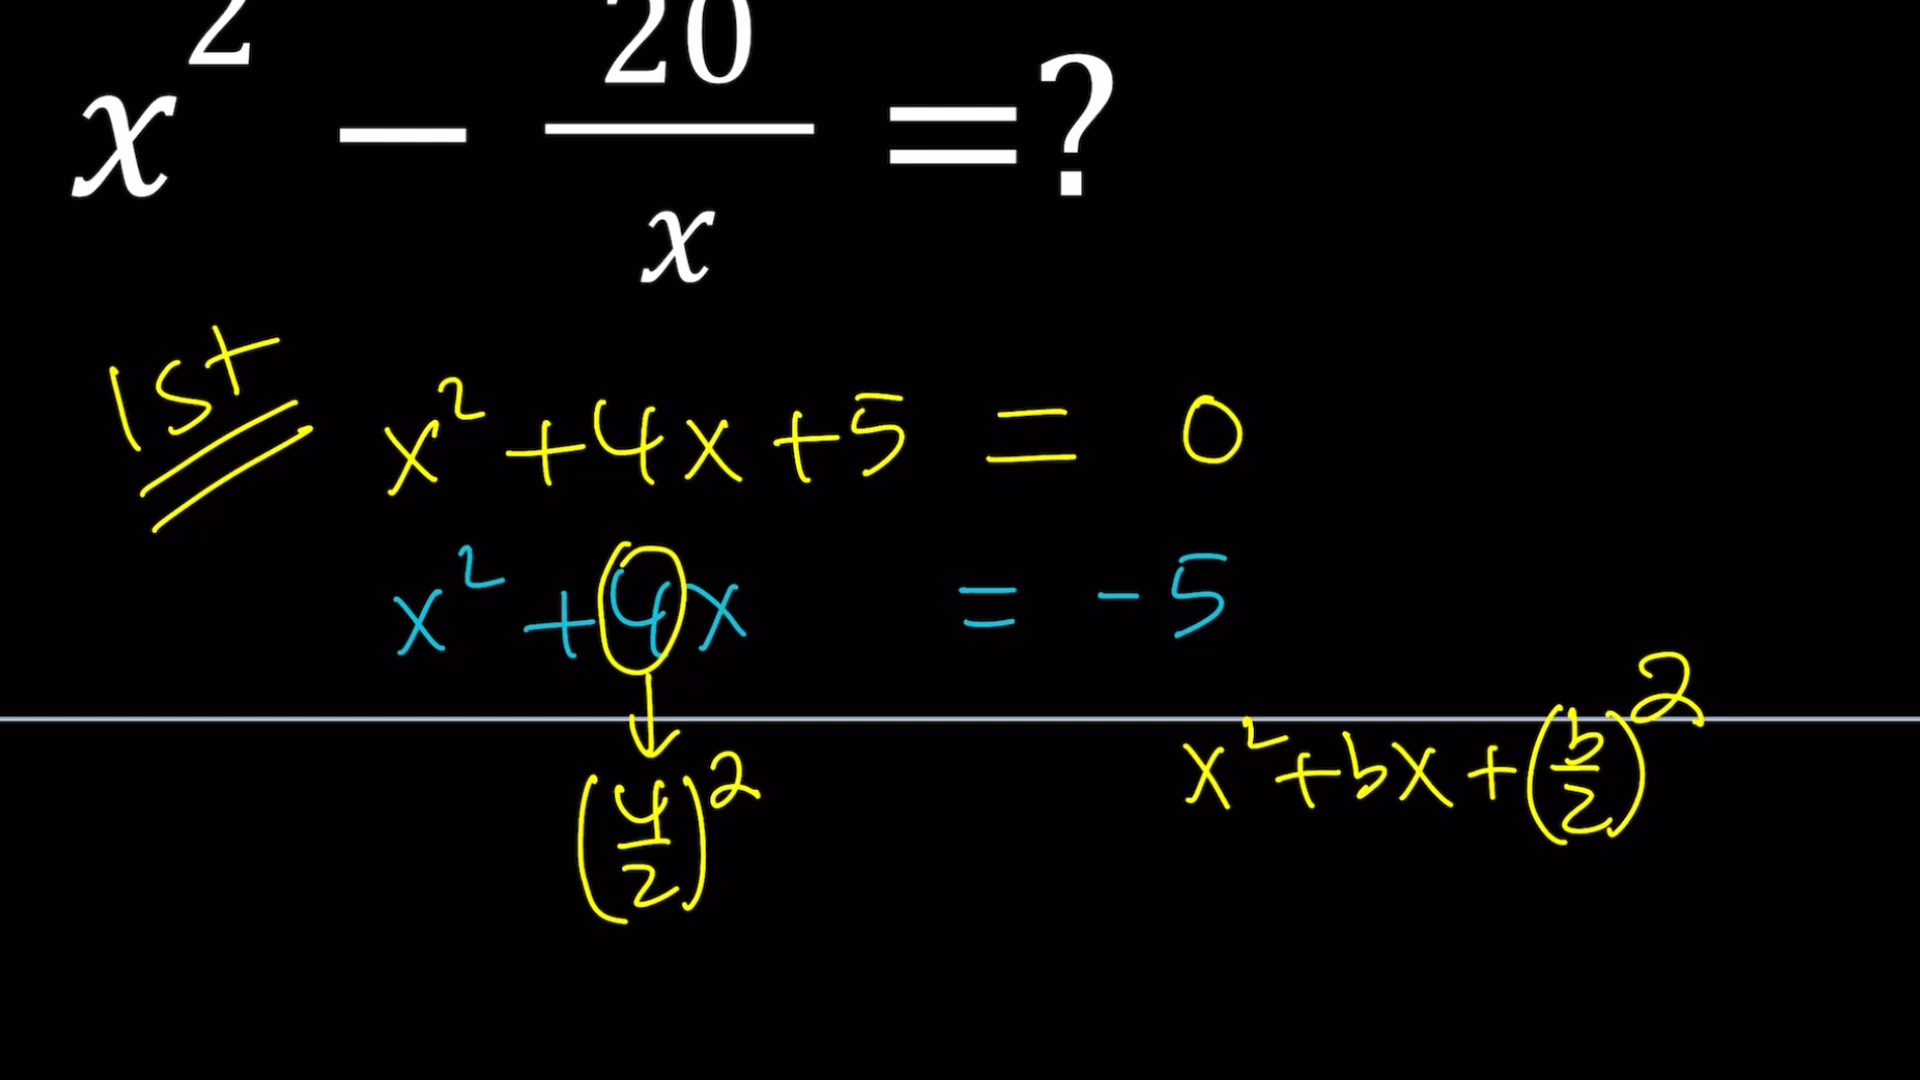 x² − 20/x = ?
1st x² + 4x + 5 = 0
x² + 4x = - 5
(4/2)² x² + bx + (b/2)²